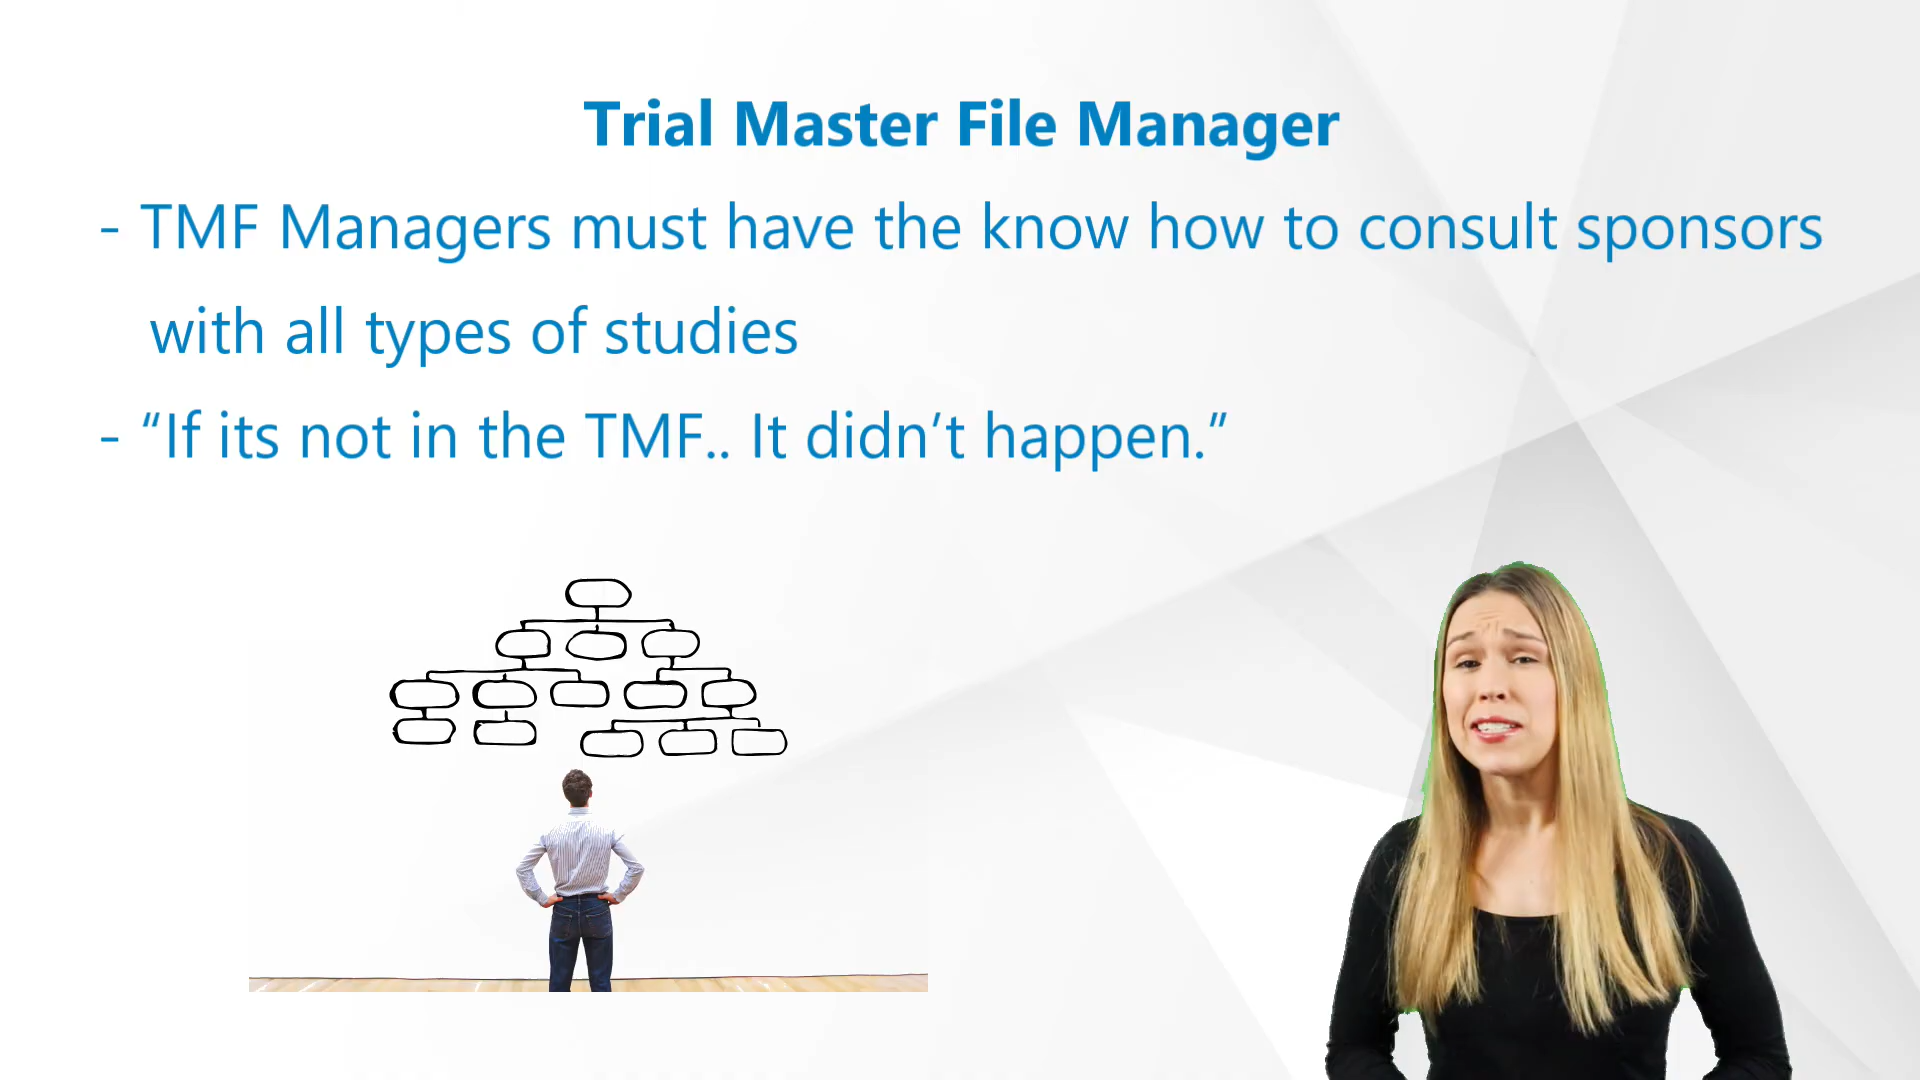 Trial Master File Manager
- TMF Managers must have the know how to consult sponsors
with all types of studies
- “If its not in the TMF.. It didn’t happen.”